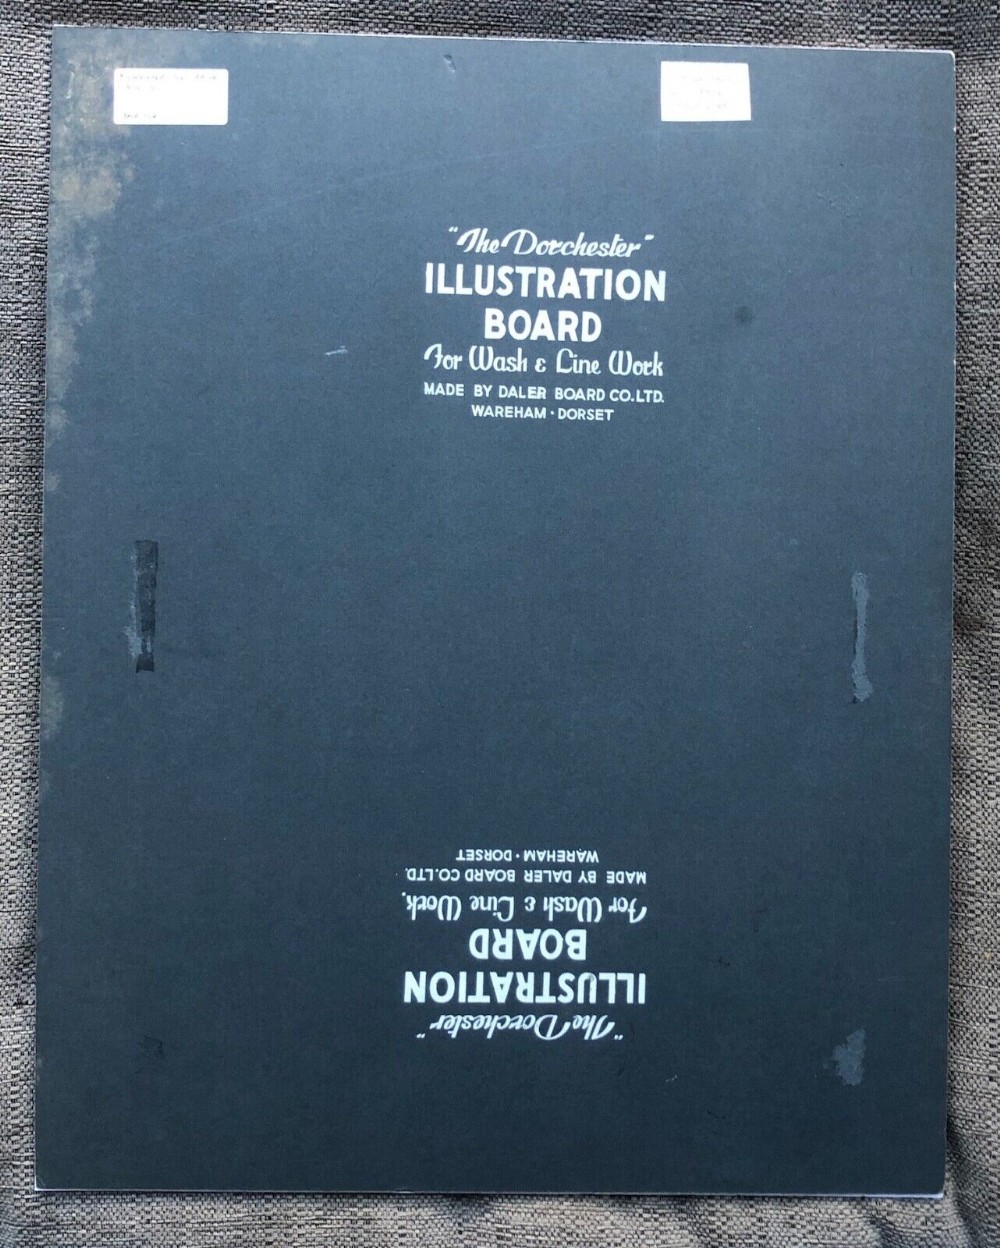 "The Dorchester"
ILLUSTRATION
BOARD
For Wash & Line Work
MADE BY DALER BOARD CO. LTD.
WAREHAM · DORSET
"The Dorchester"
ILLUSTRATION
BOARD
For Wash & Line Work.
MADE BY DALER BOARD CO. LTD.
WAREHAM · DORSET